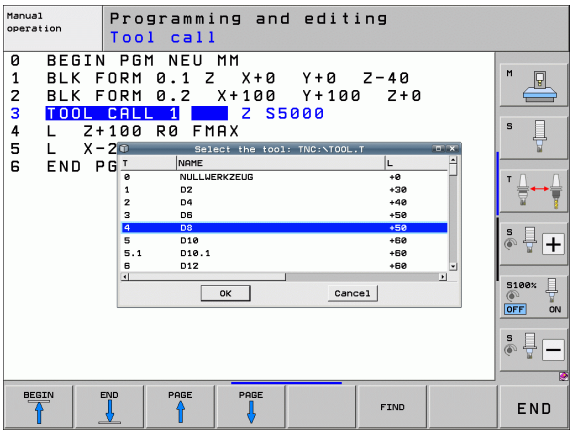 Manual operation
Programming and editing
Tool call
0 BEGIN PGM NEU MM
1 BLK FORM 0.1 Z X+0 Y+0 Z-40
2 BLK FORM 0.2 X+100 Y+100 Z+0
3 TOOL CALL 1 Z S5000
4 L Z+100 R0 FMAX
5 L X-2
6 END PG
Select the tool: TNC:\TOOL.T
T NAME L
0 NULLWERKZEUG +0
1 D2 +30
2 D4 +40
3 D6 +50
4 D8 +50
5 D10 +60
5.1 D10.1 +60
6 D12 +60
OK Cancel
M
S
T
S
S100%
OFF ON
S
BEGIN END PAGE PAGE FIND END